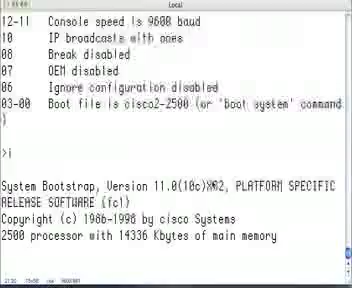 Local
12-11 Console speed is 9600 baud
10 IP broadcasts with ones
08 Break disabled
07 OEM disabled
06 Ignore configuration disabled
03-00 Boot file is cisco2-2500 (or 'boot system' command
)
>i
System Bootstrap, Version 11.0(10c)XB2, PLATFORM SPECIFIC
RELEASE SOFTWARE (fc1)
Copyright (c) 1986-1998 by cisco Systems
2500 processor with 14336 Kbytes of main memory